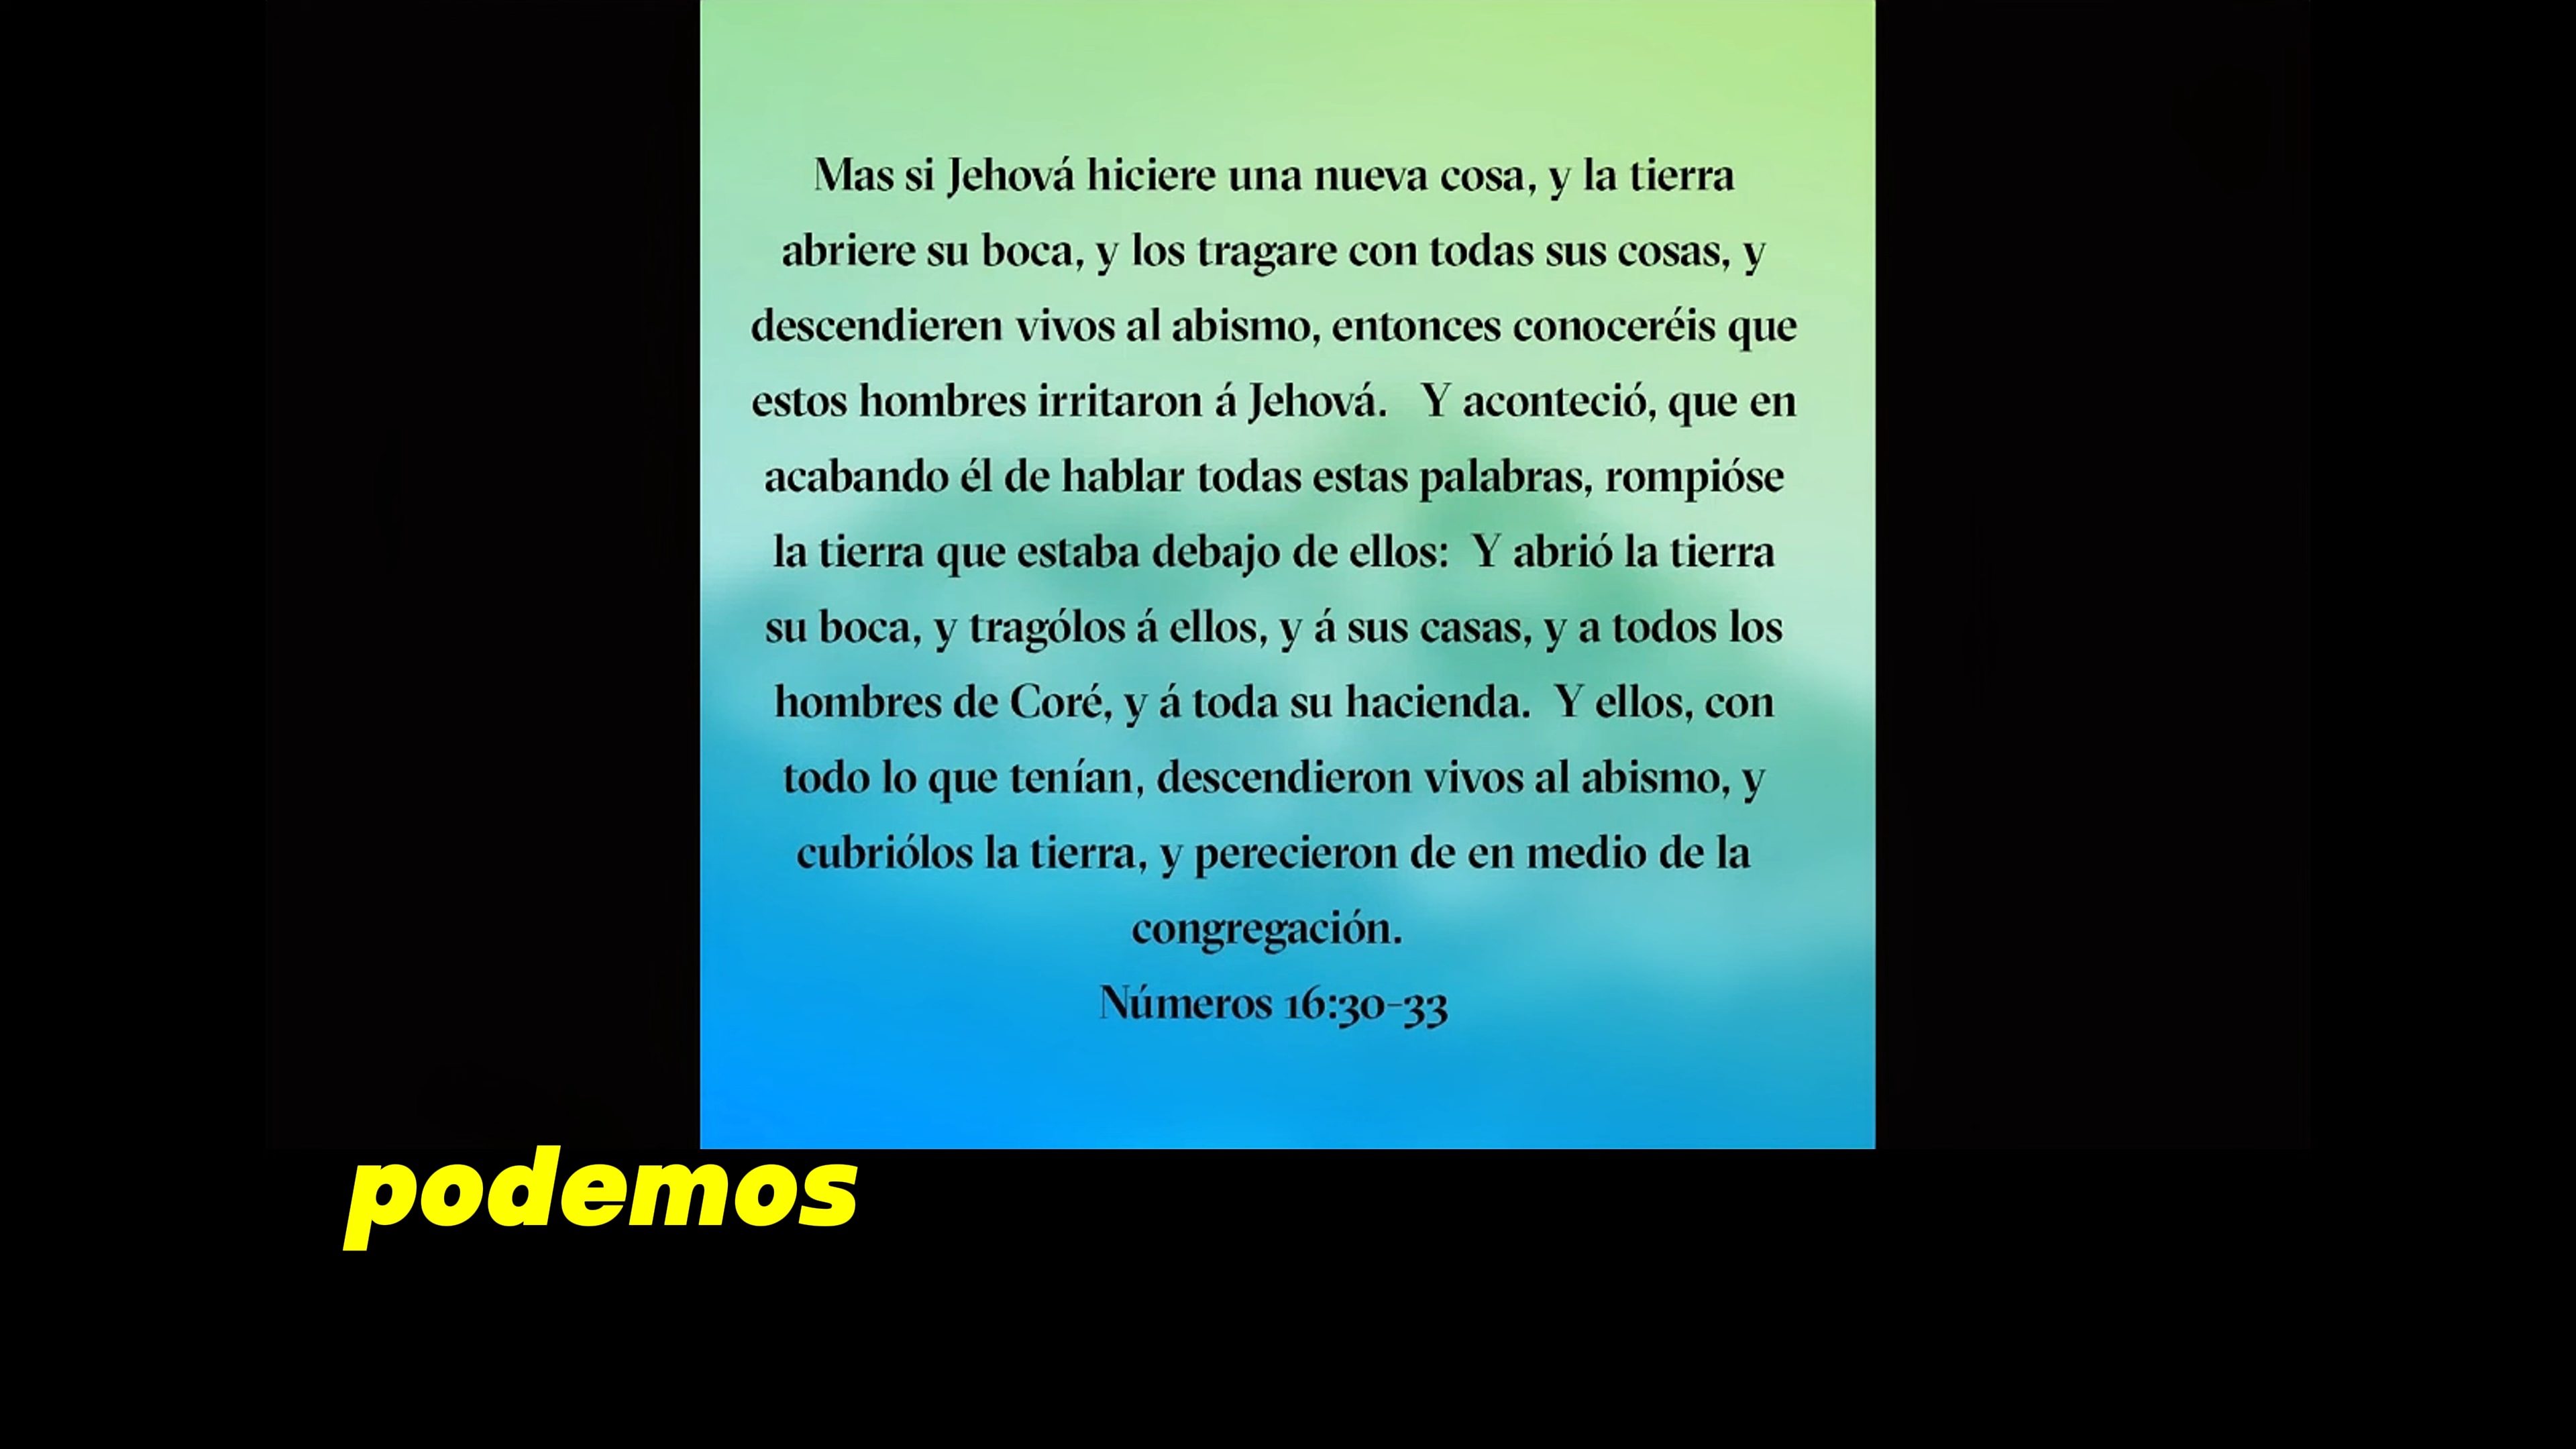 Mas si Jehová hiciere una nueva cosa, y la tierra
abriere su boca, y los tragare con todas sus cosas, y
descendieren vivos al abismo, entonces conoceréis que
estos hombres irritaron á Jehová. Y aconteció, que en
acabando él de hablar todas estas palabras, rompióse
la tierra que estaba debajo de ellos: Y abrió la tierra
su boca, y tragólos á ellos, y á sus casas, y a todos los
hombres de Coré, y á toda su hacienda. Y ellos, con
todo lo que tenían, descendieron vivos al abismo, y
cubriólos la tierra, y perecieron de en medio de la
congregación.
Números 16:30-33
podemos